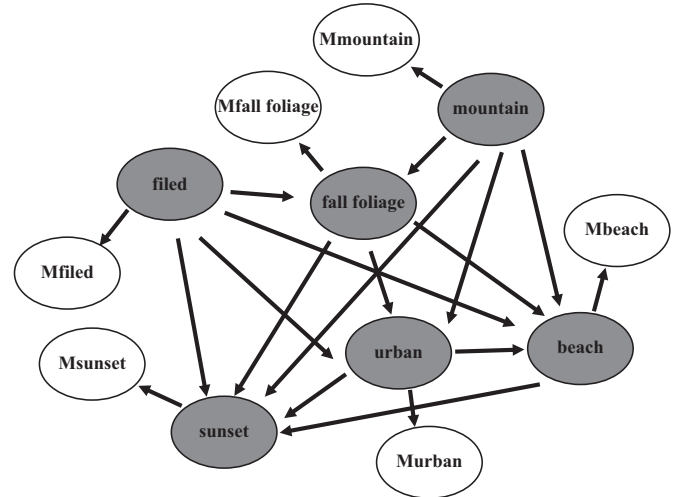 Mmountain
Mfall foliage
mountain
filed
fall foliage
Mbeach
Mfiled
urban
beach
Msunset
sunset
Murban